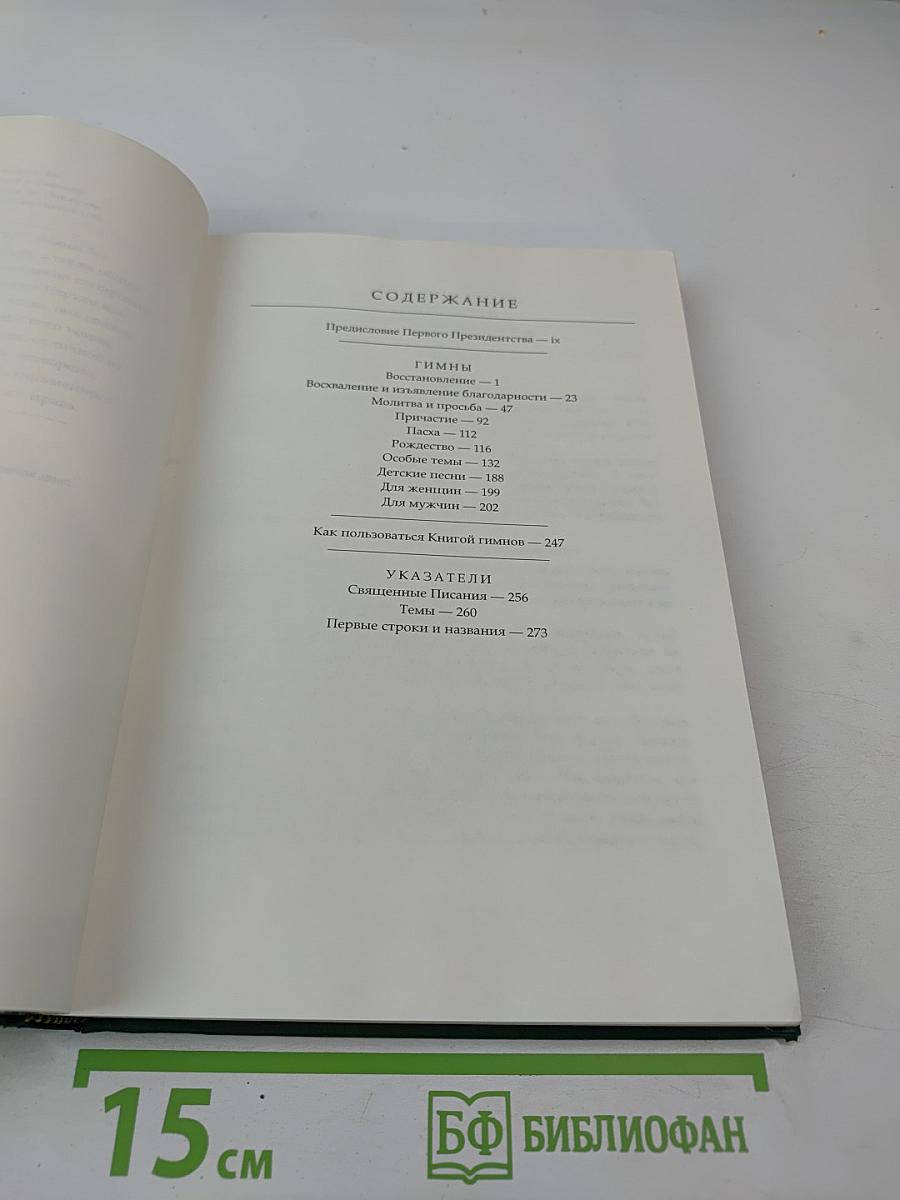 СОДЕРЖАНИЕ
Предисловие Первого Президентства — ix
ГИМНЫ
Восстановление — 1
Восхваление и изъявление благодарности — 23
Молитва и просьба — 47
Причастие — 92
Пасха — 112
Рождество — 116
Особые темы — 132
Детские песни — 188
Для женщин — 199
Для мужчин — 202
Как пользоваться Книгой гимнов — 247
УКАЗАТЕЛИ
Священные Писания — 256
Темы — 260
Первые строки и названия — 273
15 см
БФ БИБЛИОФАН